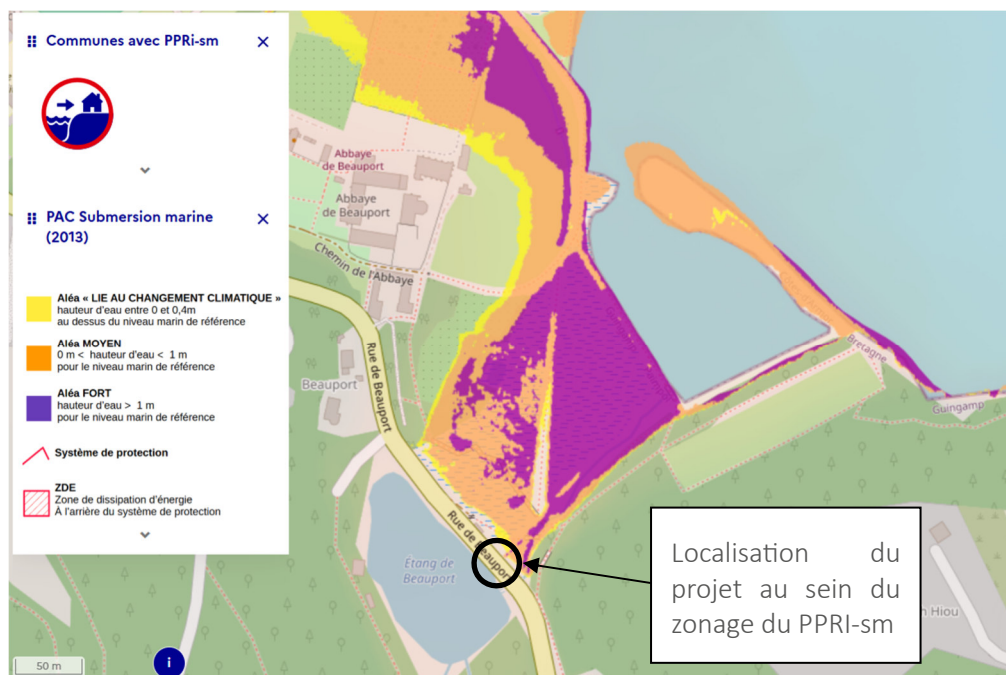 Communes avec PPRi-sm
PAC Submersion marine
(2013)
Aléa « LIE AU CHANGEMENT CLIMATIQUE »
hauteur d'eau entre 0 et 0,4m
au dessus du niveau marin de référence
Aléa MOYEN
0 m < hauteur d'eau < 1 m
pour le niveau marin de référence
Aléa FORT
hauteur d'eau > 1 m
pour le niveau marin de référence
Système de protection
ZDE
Zone de dissipation d'énergie
À l'arrière du système de protection
50 m
i
Abbaye
de Beauport
Abbaye
de Beauport
Chemin de l'Abbaye
Rue de Beauport
Beauport
Bretagne
Guingamp
Rue de Beauport
Étang de
Beauport
Localisation du
projet au sein du
zonage du PPRI-sm
Hiou